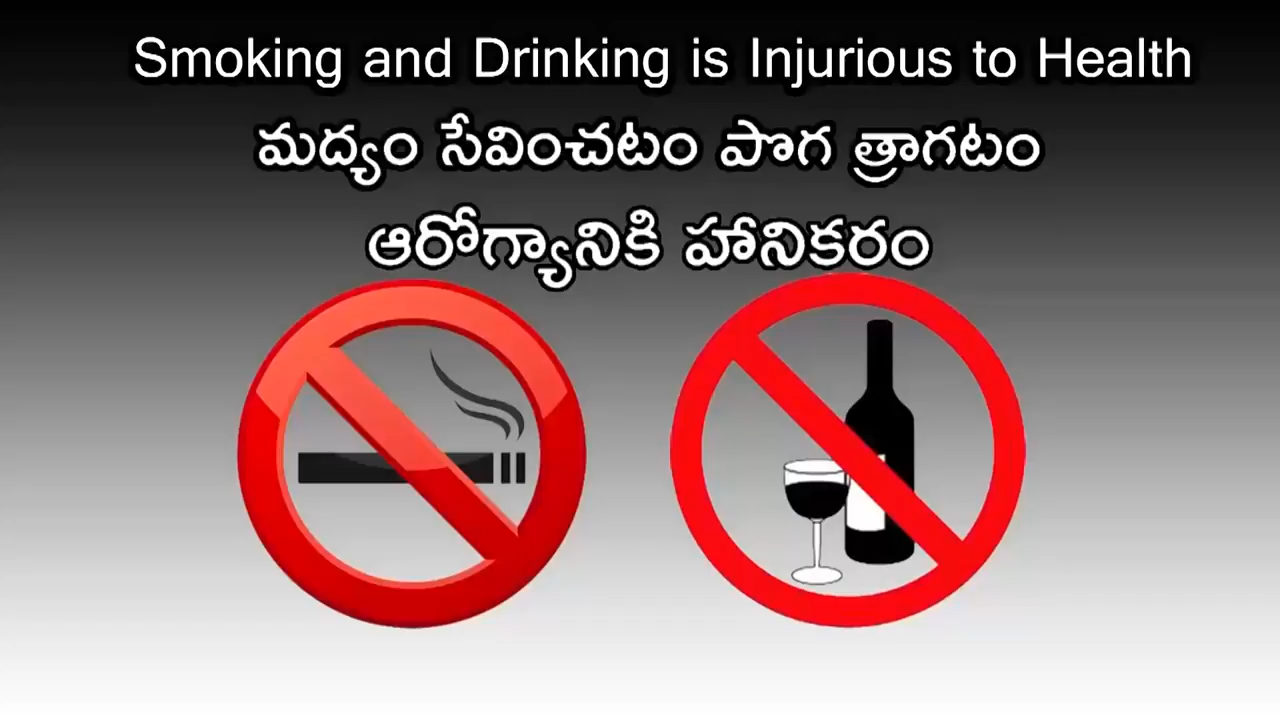 Smoking and Drinking is Injurious to Health
మద్యం సేవించటం పొగ త్రాగటం
ఆరోగ్యానికి హానికరం